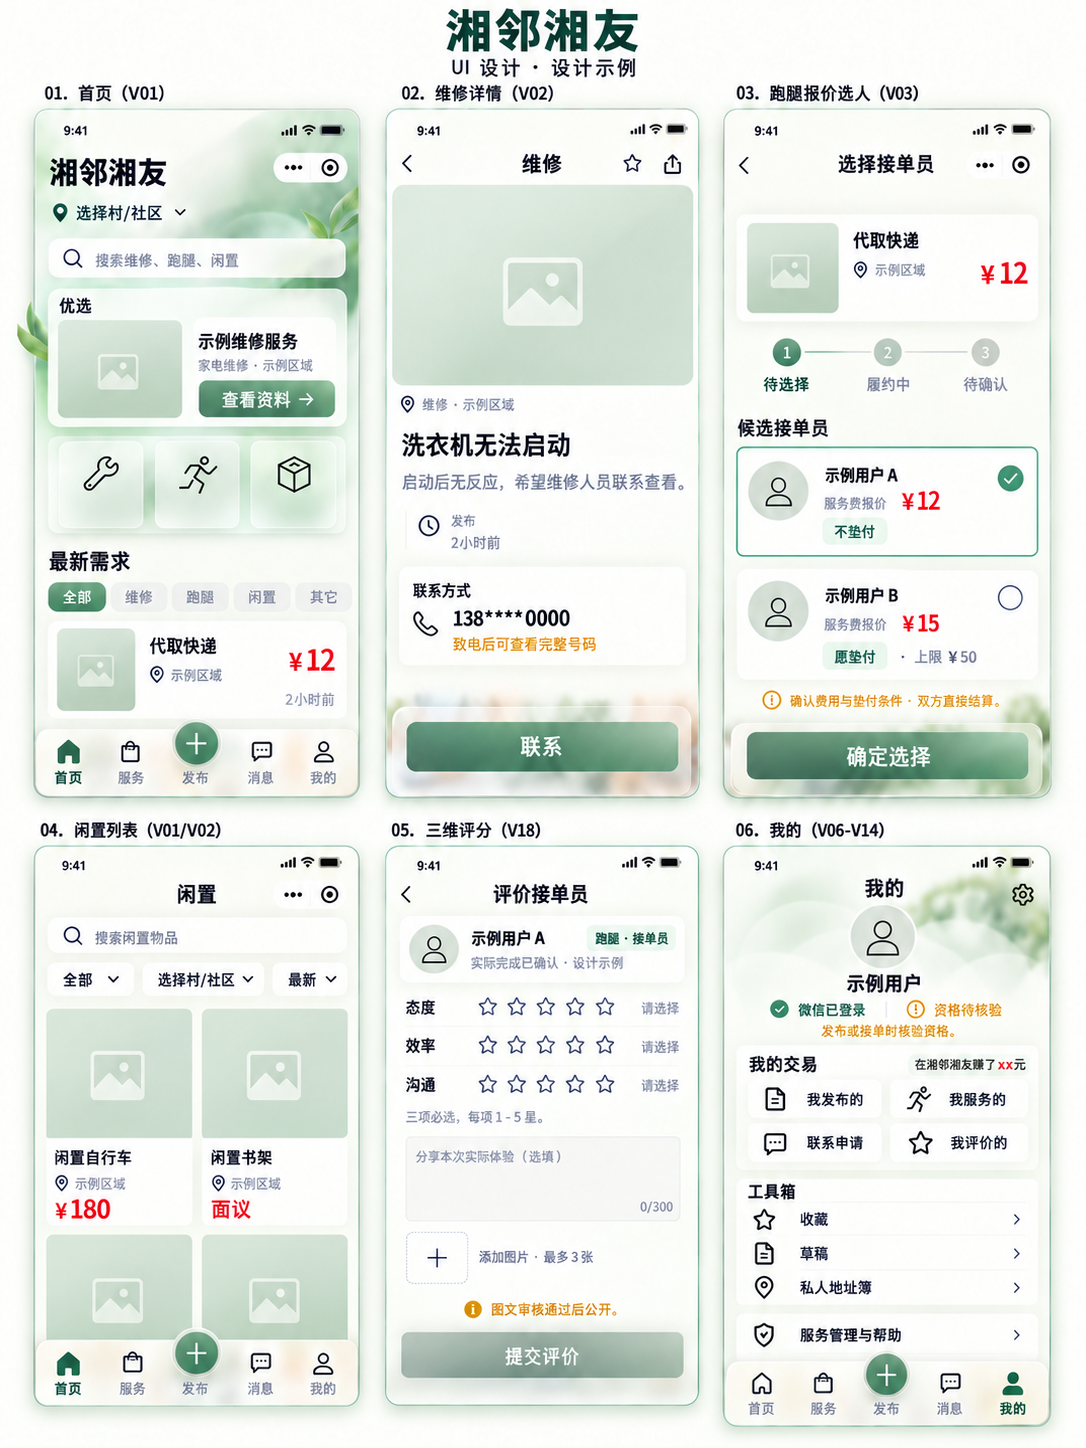 湘邻湘友
UI 设计 · 设计示例
01. 首页（V01）
9:41
湘邻湘友
选择村/社区
搜索维修、跑腿、闲置
优选
示例维修服务
家电维修 · 示例区域
查看资料 →
最新需求
全部 维修 跑腿 闲置 其它
代取快递
示例区域
¥12
2小时前
首页 服务 发布 消息 我的
02. 维修详情（V02）
9:41
维修
维修 · 示例区域
洗衣机无法启动
启动后无反应，希望维修人员联系查看。
发布
2小时前
联系方式
138****0000
致电后可查看完整号码
联系
03. 跑腿报价选人（V03）
9:41
选择接单员
代取快递
示例区域
¥12
1 2 3
待选择 履约中 待确认
候选接单员
示例用户 A
服务费报价 ¥12
不垫付
示例用户 B
服务费报价 ¥15
愿垫付 · 上限 ¥50
确认费用与垫付条件 · 双方直接结算。
确定选择
04. 闲置列表（V01/V02）
9:41
闲置
搜索闲置物品
全部 选择村/社区 最新
闲置自行车
示例区域
¥180
闲置书架
示例区域
面议
首页 服务 发布 消息 我的
05. 三维评分（V18）
9:41
评价接单员
示例用户 A
跑腿 · 接单员
实际完成已确认 · 设计示例
态度 请选择
效率 请选择
沟通 请选择
三项必选，每项 1 - 5 星。
分享本次实际体验（选填）
0/300
添加图片 · 最多 3 张
图文审核通过后公开。
提交评价
06. 我的（V06-V14）
9:41
我的
示例用户
微信已登录 资格待核验
发布或接单时核验资格。
我的交易 在湘邻湘友赚了 xx元
我发布的 我服务的
联系申请 我评价的
工具箱
收藏
草稿
私人地址簿
服务管理与帮助
首页 服务 发布 消息 我的